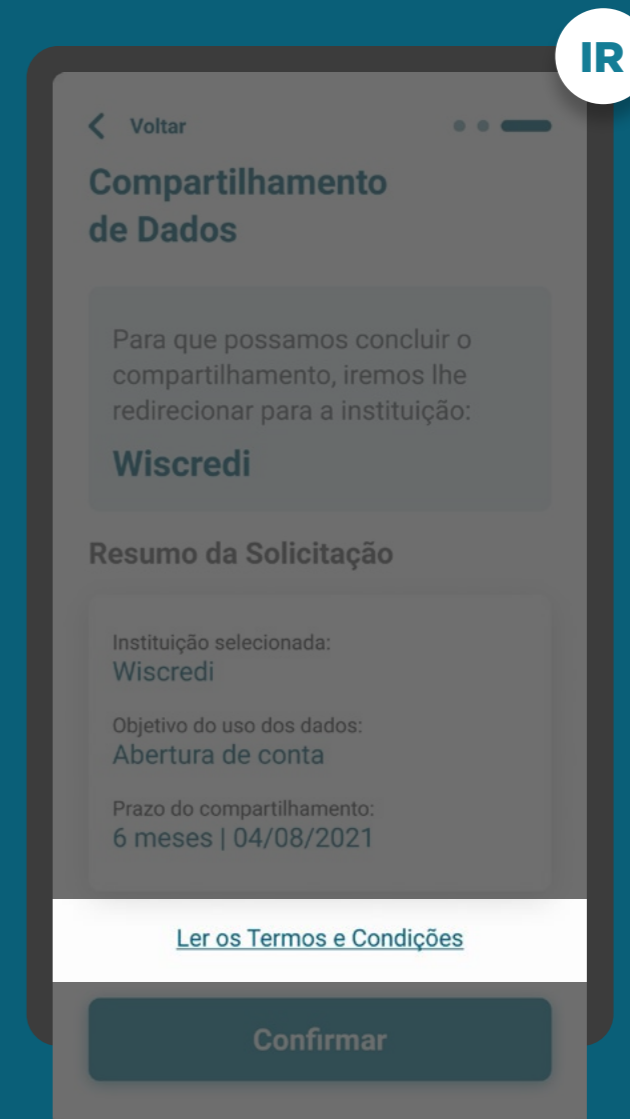 IR
Voltar
Compartilhamento
de Dados
Para que possamos concluir o
compartilhamento, iremos lhe
redirecionar para a instituição:
Wiscredi
Resumo da Solicitação
Instituição selecionada:
Wiscredi
Objetivo do uso dos dados:
Abertura de conta
Prazo do compartilhamento:
6 meses | 04/08/2021
Ler os Termos e Condições
Confirmar